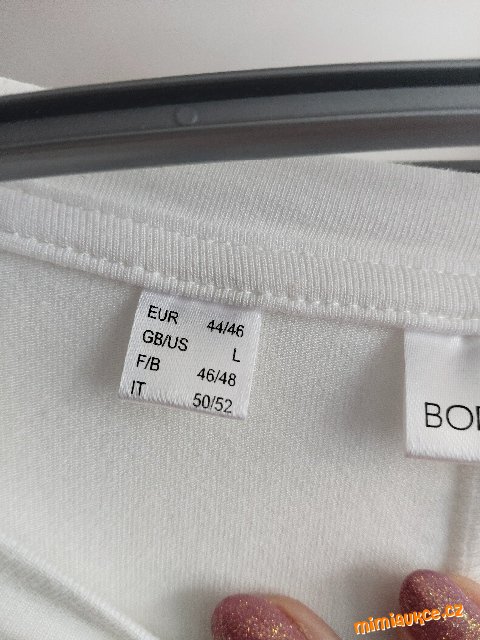 EUR 44/46
GB/US L
F/B 46/48
IT 50/52
mimiaukce.cz